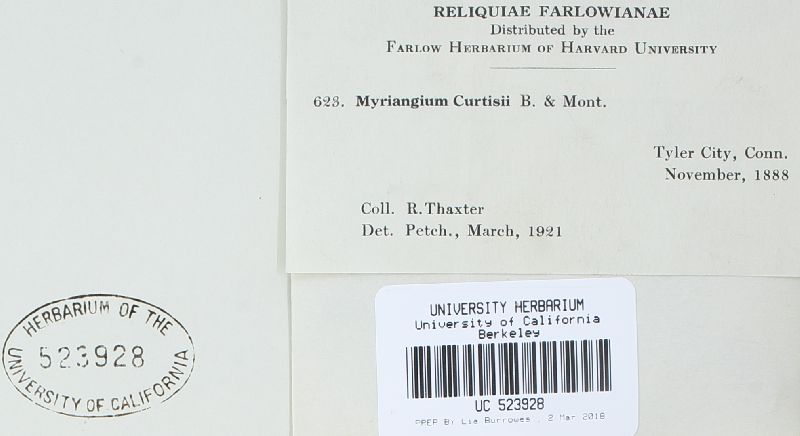 RELIQUIAE FARLOWIANAE
Distributed by the
FARLOW HERBARIUM OF HARVARD UNIVERSITY
623. Myriangium Curtisii B. & Mont.
Tyler City, Conn.
November, 1888
Coll. R. Thaxter
Det. Petch., March, 1921
HERBARIUM OF THE
523928
UNIVERSITY OF CALIFORNIA
UNIVERSITY HERBARIUM
University of California
Berkeley
UC 523928
PREP By Lia Burrowes , 2 Mar 2018